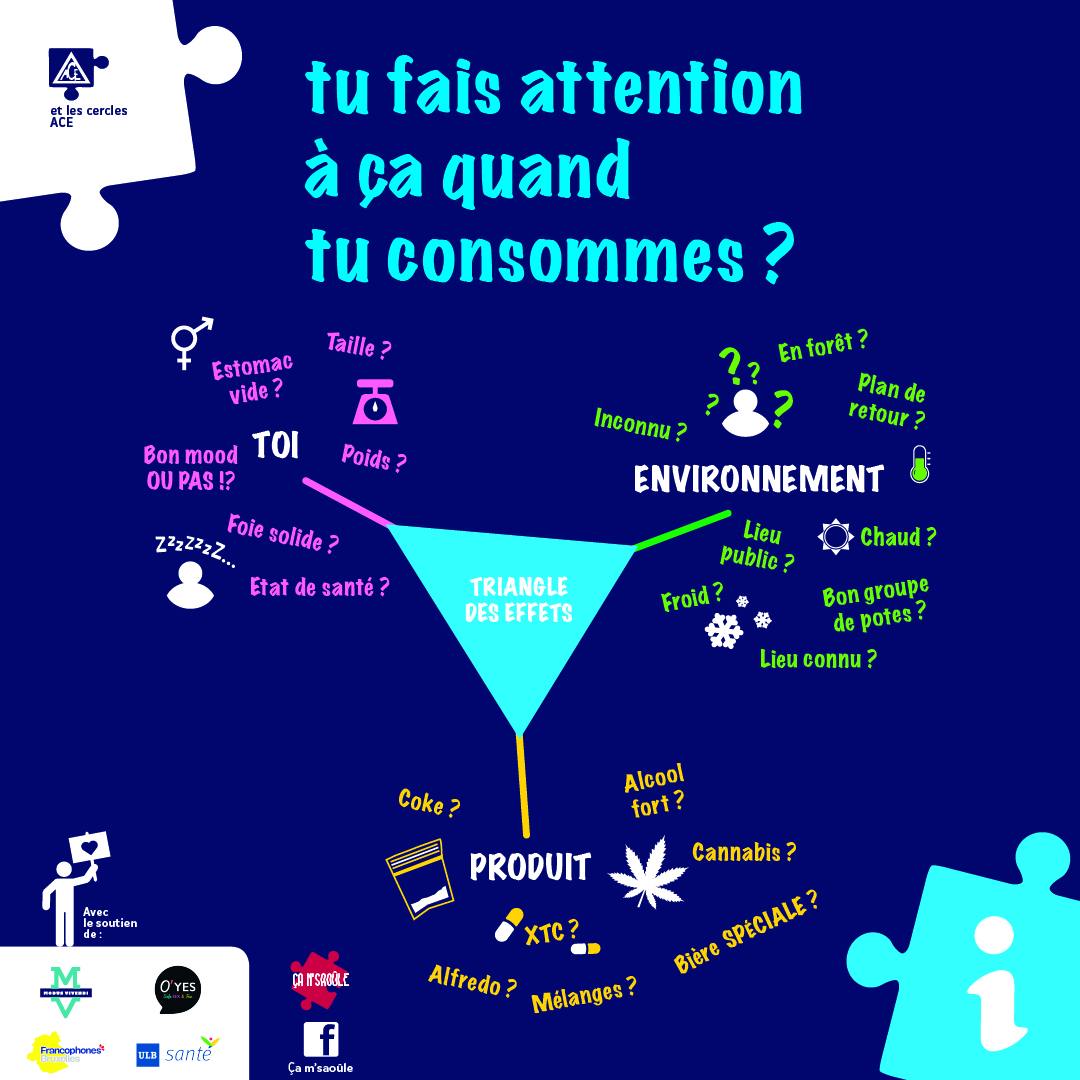 ACE
et les cercles
ACE
tu fais attention
à ça quand
tu consommes ?
Estomac
vide ?
Taille ?
TOI
Bon mood
OU PAS !?
Poids ?
Foie solide ?
ZzzZzzZ...
Etat de santé ?
En forêt ?
? ? ? ?
Plan de
retour ?
Inconnu ?
ENVIRONNEMENT
Lieu
public ?
Chaud ?
Froid ?
Bon groupe
de potes ?
Lieu connu ?
TRIANGLE
DES EFFETS
Coke ?
Alcool
fort ?
PRODUIT
Cannabis ?
XTC ?
Bière SPÉCIALE ?
Alfredo ?
Mélanges ?
Avec
le soutien
de :
M
MODUS VIVENDI
V
O'YES
Francophones
Bruxelles
ULB santé
ÇA M'SAOÛLE
f
Ça m'saoûle
i